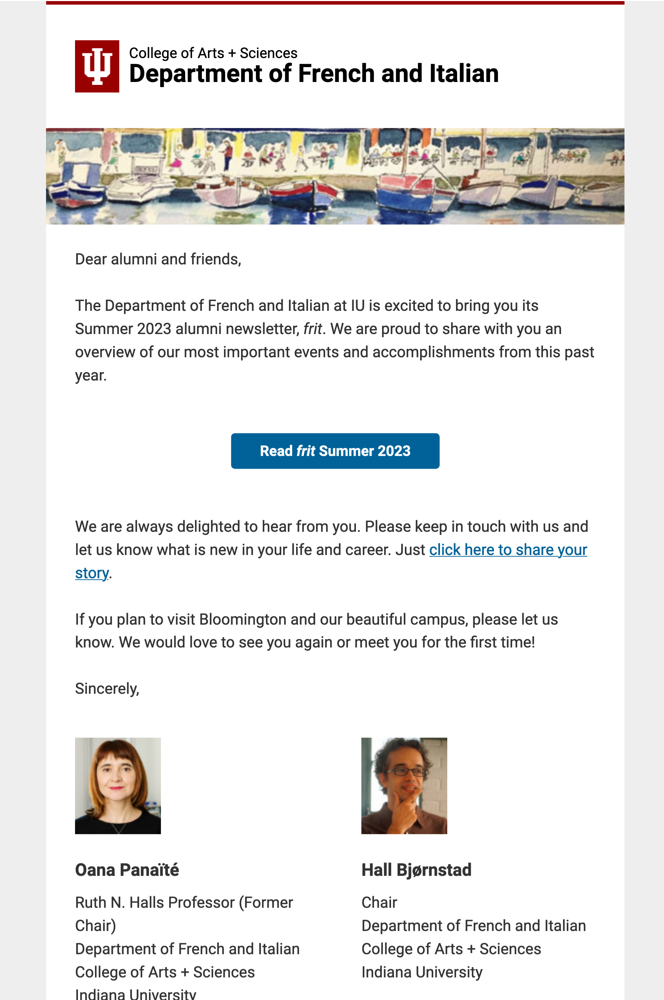 College of Arts + Sciences
Department of French and Italian
Dear alumni and friends,
The Department of French and Italian at IU is excited to bring you its
Summer 2023 alumni newsletter, frit. We are proud to share with you an
overview of our most important events and accomplishments from this past
year.
Read frit Summer 2023
We are always delighted to hear from you. Please keep in touch with us and
let us know what is new in your life and career. Just click here to share your
story.
If you plan to visit Bloomington and our beautiful campus, please let us
know. We would love to see you again or meet you for the first time!
Sincerely,
Oana Panaïté
Ruth N. Halls Professor (Former
Chair)
Department of French and Italian
College of Arts + Sciences
Indiana University
Hall Bjørnstad
Chair
Department of French and Italian
College of Arts + Sciences
Indiana University